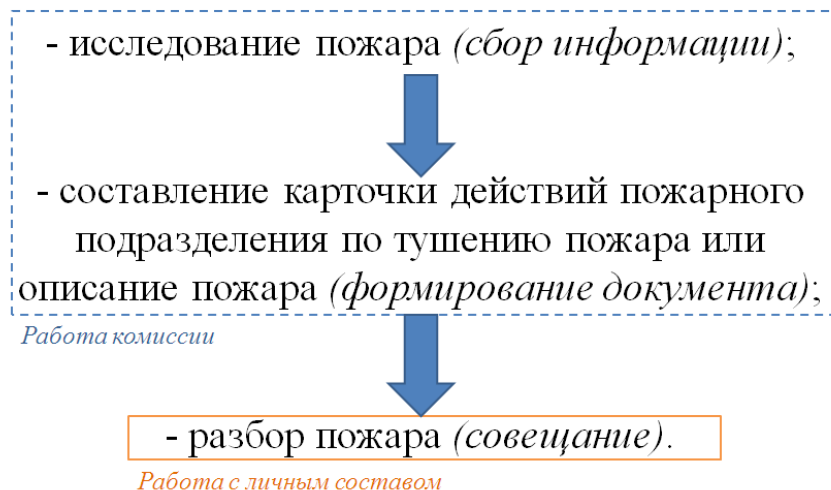 - исследование пожара (сбор информации);
- составление карточки действий пожарного
подразделения по тушению пожара или
описание пожара (формирование документа);
Работа комиссии
- разбор пожара (совещание).
Работа с личным составом